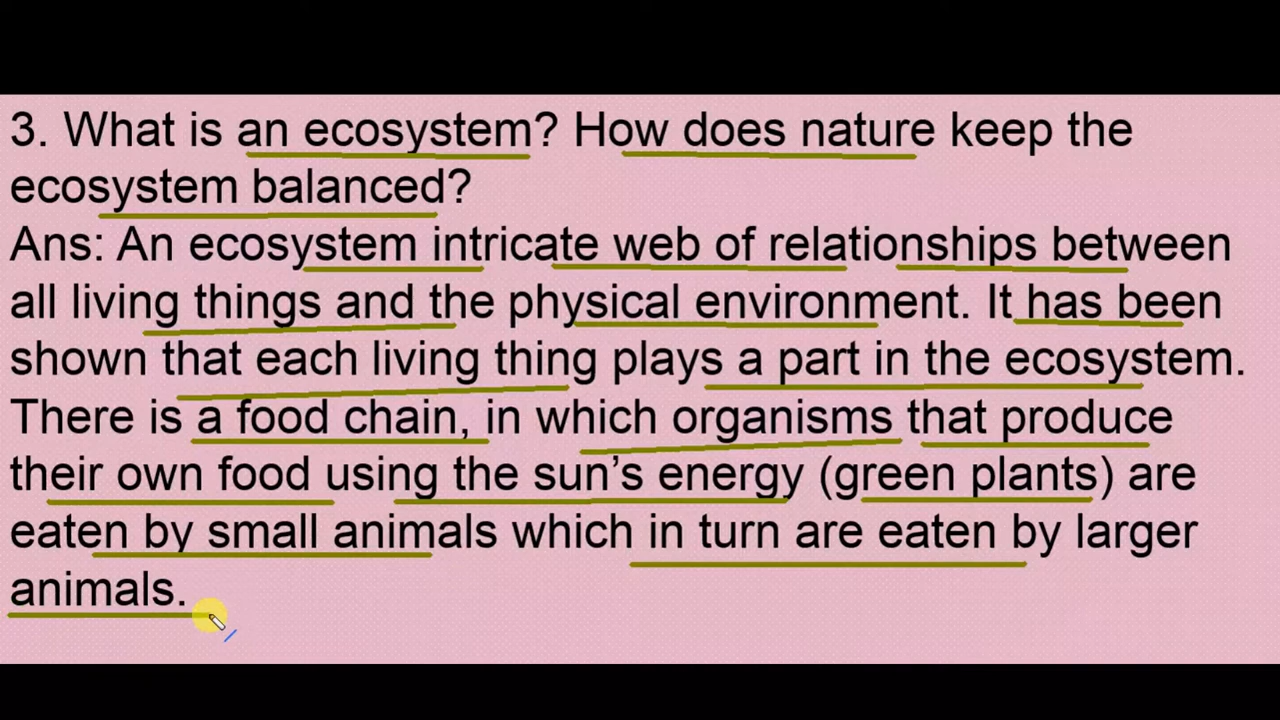 3. What is an ecosystem? How does nature keep the
ecosystem balanced?
Ans: An ecosystem intricate web of relationships between
all living things and the physical environment. It has been
shown that each living thing plays a part in the ecosystem.
There is a food chain, in which organisms that produce
their own food using the sun’s energy (green plants) are
eaten by small animals which in turn are eaten by larger
animals.